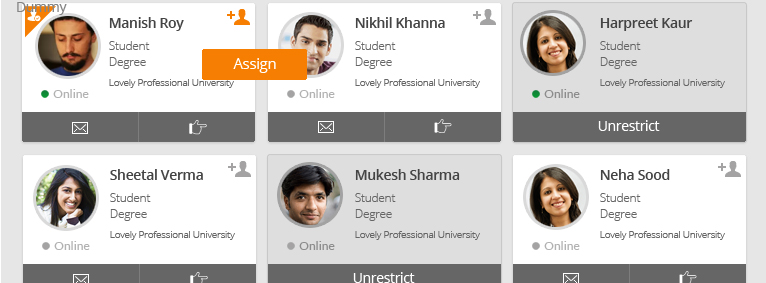 Dummy
Manish Roy
Student
Degree
Lovely Professional University
Online
Assign
Nikhil Khanna
Student
Degree
Lovely Professional University
Online
Harpreet Kaur
Student
Degree
Lovely Professional University
Online
Unrestrict
Sheetal Verma
Student
Degree
Lovely Professional University
Online
Mukesh Sharma
Student
Degree
Lovely Professional University
Online
Unrestrict
Neha Sood
Student
Degree
Lovely Professional University
Online